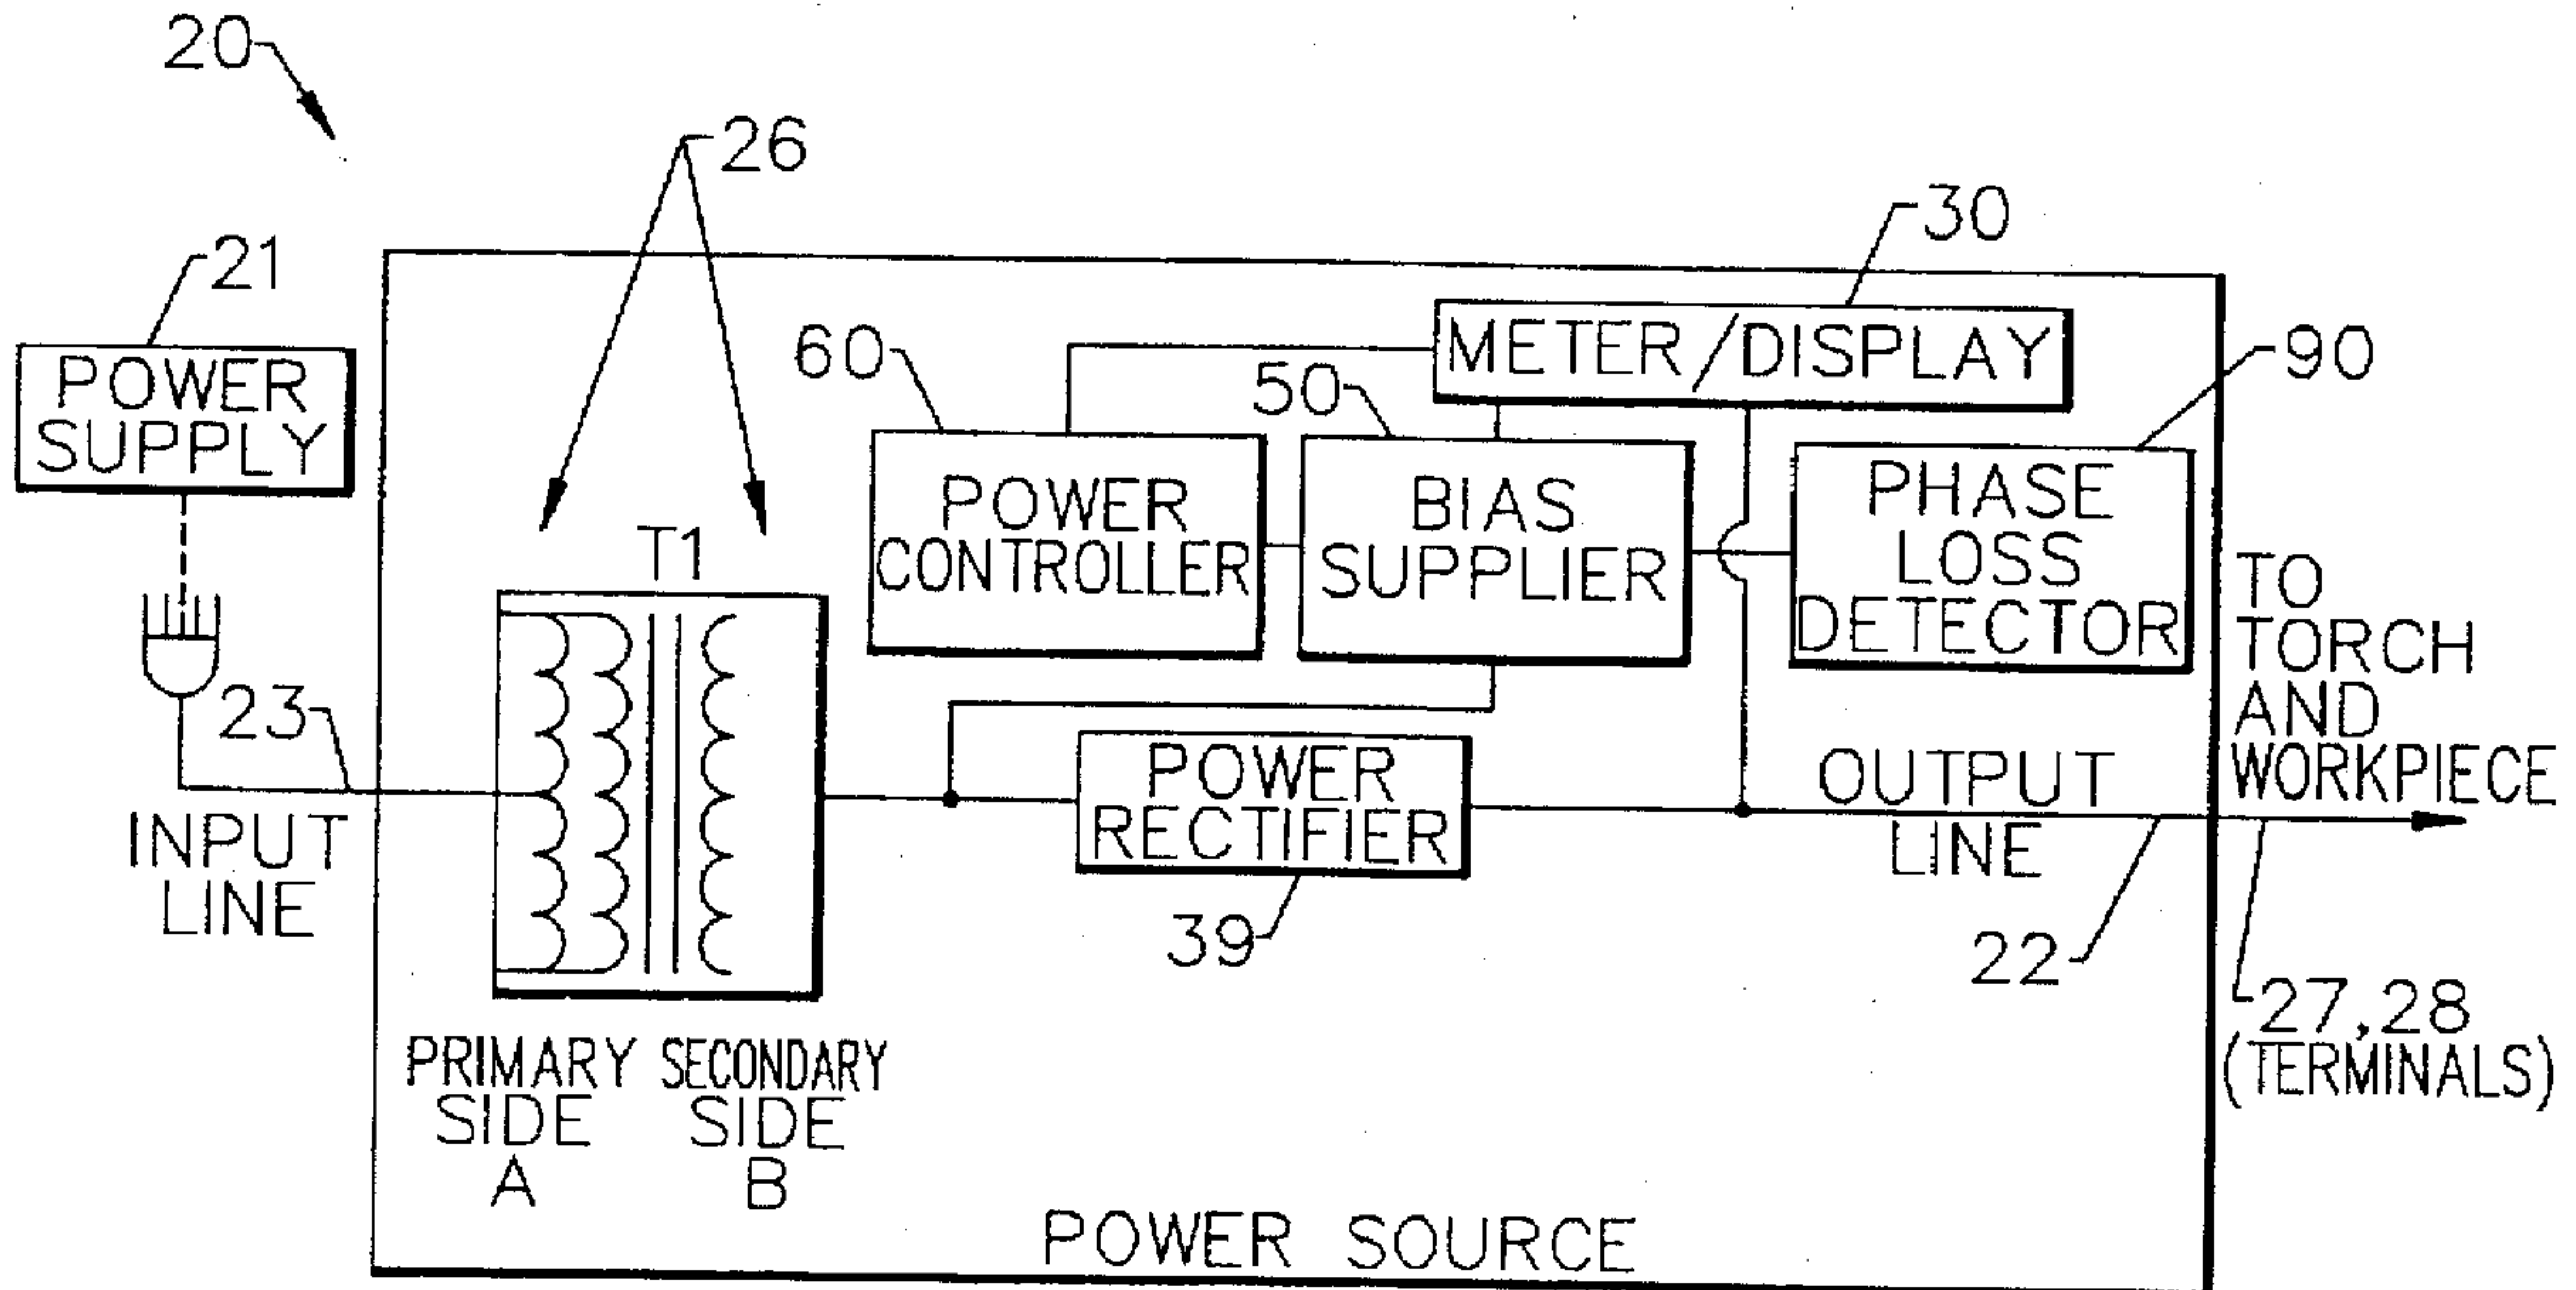 20
26
30
21
60
50
90
METER/DISPLAY
POWER
SUPPLY
POWER
CONTROLLER
BIAS
SUPPLIER
PHASE
LOSS
DETECTOR
T1
TO
TORCH
AND
WORKPIECE
23
INPUT
LINE
POWER
RECTIFIER
OUTPUT
LINE
39
22
27,28
(TERMINALS)
PRIMARY
SIDE
A
SECONDARY
SIDE
B
POWER SOURCE